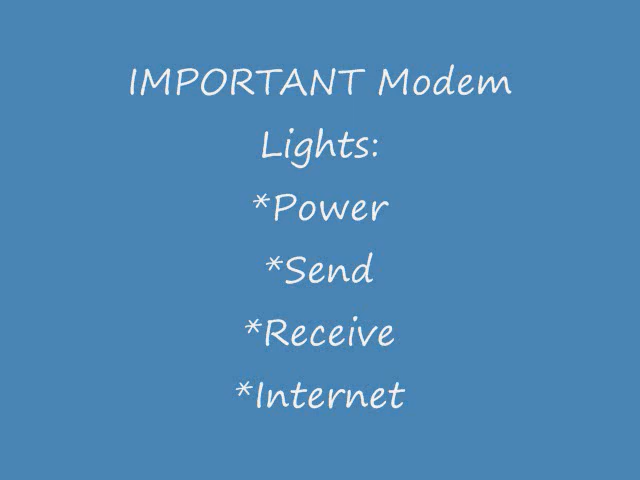 IMPORTANT Modem
Lights:
*Power
*Send
*Receive
*Internet